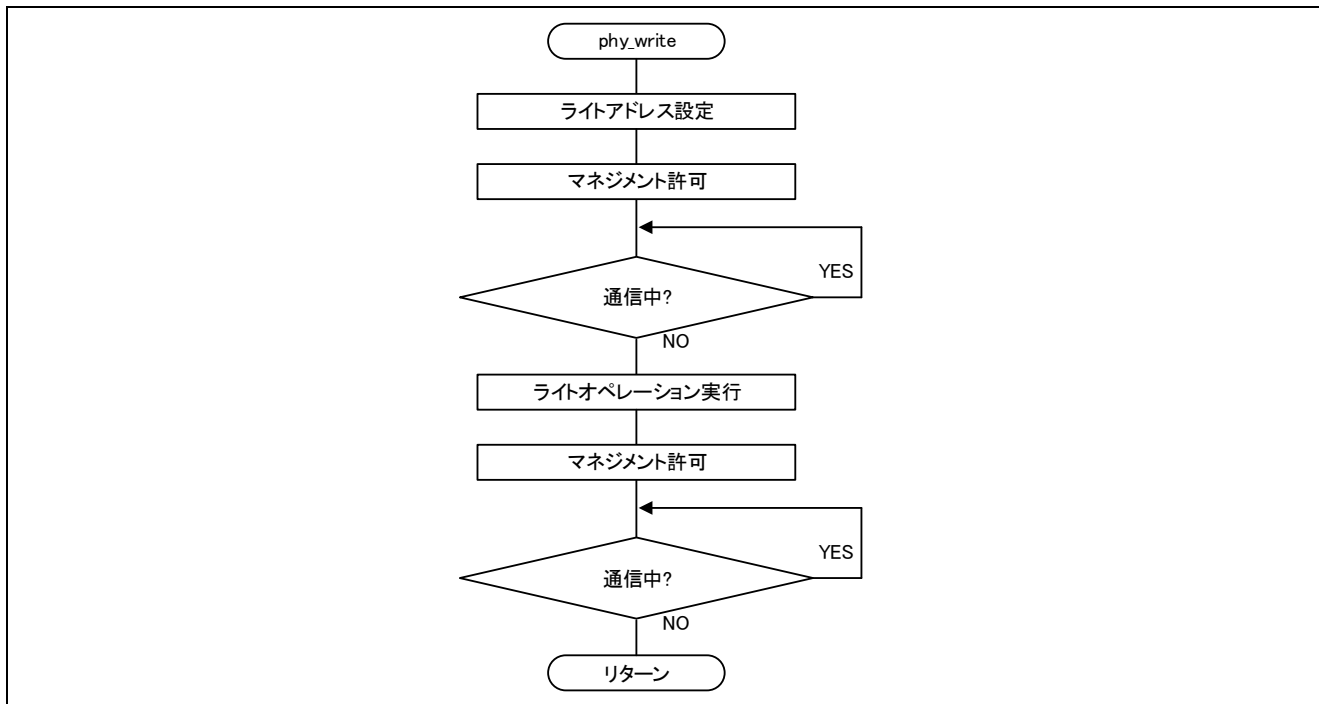 phy_write
ライトアドレス設定
マネジメント許可
YES
通信中?
NO
ライトオペレーション実行
マネジメント許可
YES
通信中?
NO
リターン